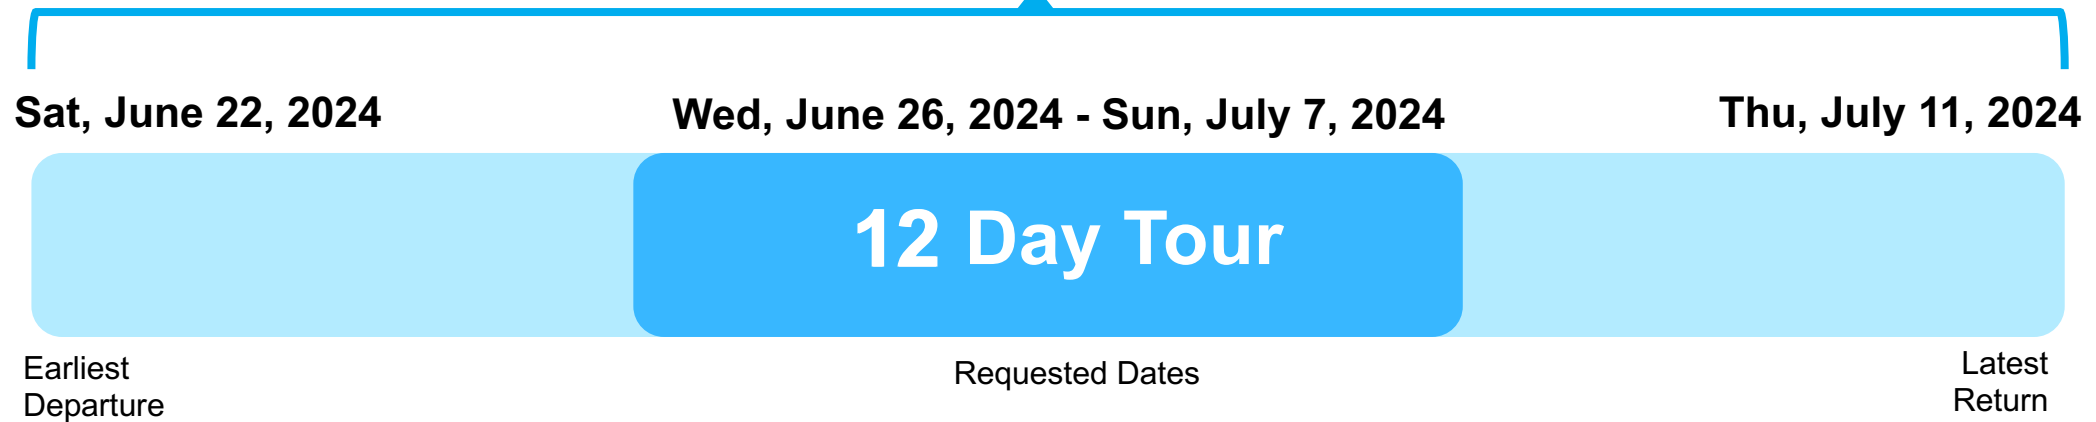 Sat, June 22, 2024
Wed, June 26, 2024 - Sun, July 7, 2024
Thu, July 11, 2024
12 Day Tour
Earliest
Departure
Requested Dates
Latest
Return